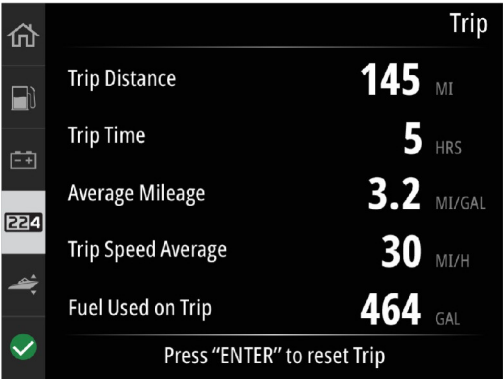 Trip
Trip Distance 145 MI
Trip Time 5 HRS
Average Mileage 3.2 MI/GAL
224
Trip Speed Average 30 MI/H
Fuel Used on Trip 464 GAL
Press “ENTER” to reset Trip